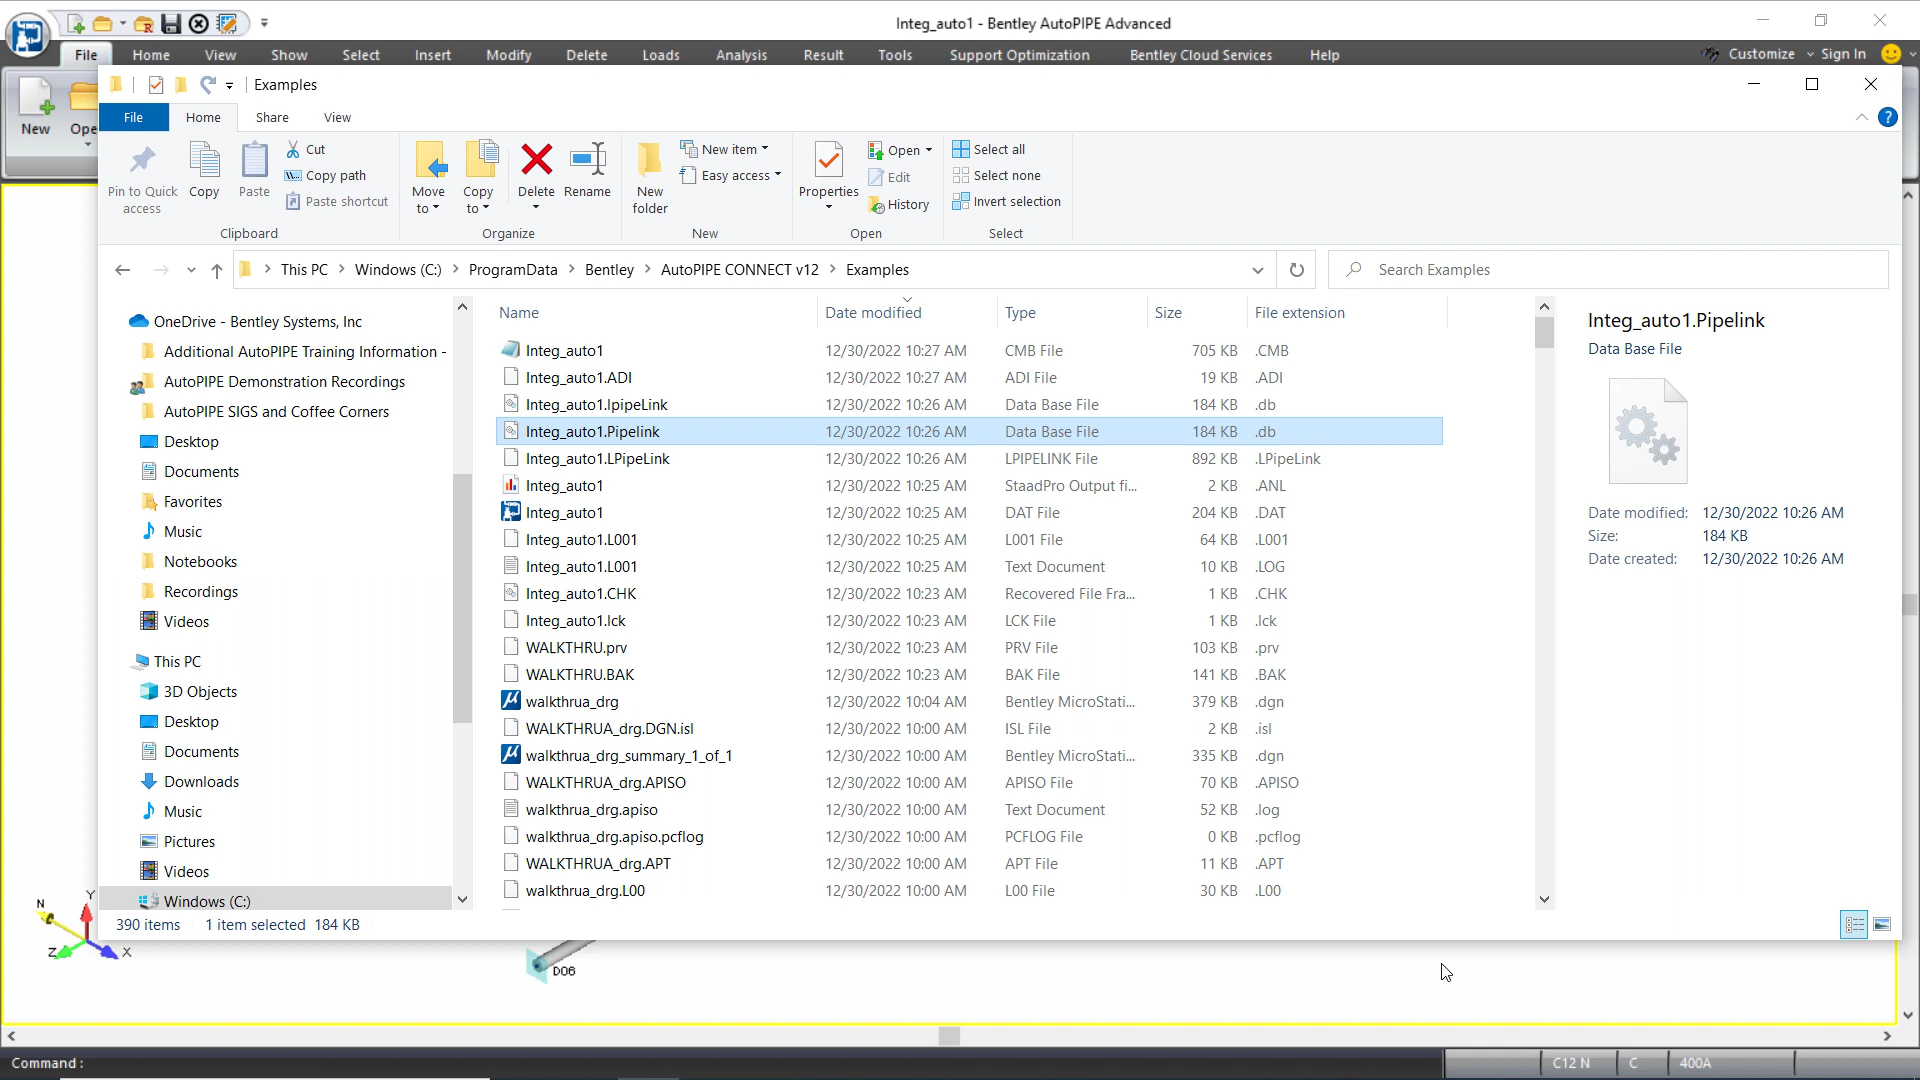 Integ_auto1 - Bentley AutoPIPE Advanced
File Home View Show Select Insert Modify Delete Loads Analysis Result Tools Support Optimization Bentley Cloud Services Help Customize Sign In
New
Examples
File Home Share View
Pin to Quick access
Copy
Paste
Cut
Copy path
Paste shortcut
Clipboard
Move to
Copy to
Delete
Rename
Organize
New folder
New item
Easy access
New
Properties
Open
Edit
History
Open
Select all
Select none
Invert selection
Select
This PC > Windows (C:) > ProgramData > Bentley > AutoPIPE CONNECT v12 > Examples
Search Examples
OneDrive - Bentley Systems, Inc
Additional AutoPIPE Training Information -
AutoPIPE Demonstration Recordings
AutoPIPE SIGS and Coffee Corners
Desktop
Documents
Favorites
Music
Notebooks
Recordings
Videos
This PC
3D Objects
Desktop
Documents
Downloads
Music
Pictures
Videos
Windows (C:)
Name Date modified Type Size File extension
Integ_auto1 12/30/2022 10:27 AM CMB File 705 KB .CMB
Integ_auto1.ADI 12/30/2022 10:27 AM ADI File 19 KB .ADI
Integ_auto1.IpipeLink 12/30/2022 10:26 AM Data Base File 184 KB .db
Integ_auto1.Pipelink 12/30/2022 10:26 AM Data Base File 184 KB .db
Integ_auto1.LPipeLink 12/30/2022 10:26 AM LPIPELINK File 892 KB .LPipeLink
Integ_auto1 12/30/2022 10:25 AM StaadPro Output fi... 2 KB .ANL
Integ_auto1 12/30/2022 10:25 AM DAT File 204 KB .DAT
Integ_auto1.L001 12/30/2022 10:25 AM L001 File 64 KB .L001
Integ_auto1.L001 12/30/2022 10:25 AM Text Document 10 KB .LOG
Integ_auto1.CHK 12/30/2022 10:23 AM Recovered File Fra... 1 KB .CHK
Integ_auto1.lck 12/30/2022 10:23 AM LCK File 1 KB .lck
WALKTHRU.prv 12/30/2022 10:23 AM PRV File 103 KB .prv
WALKTHRU.BAK 12/30/2022 10:23 AM BAK File 141 KB .BAK
walkthrua_drg 12/30/2022 10:04 AM Bentley MicroStati... 379 KB .dgn
WALKTHRUA_drg.DGN.isl 12/30/2022 10:00 AM ISL File 2 KB .isl
walkthrua_drg_summary_1_of_1 12/30/2022 10:00 AM Bentley MicroStati... 335 KB .dgn
WALKTHRUA_drg.APISO 12/30/2022 10:00 AM APISO File 70 KB .APISO
walkthrua_drg.apiso 12/30/2022 10:00 AM Text Document 52 KB .log
walkthrua_drg.apiso.pcflog 12/30/2022 10:00 AM PCFLOG File 0 KB .pcflog
WALKTHRUA_drg.APT 12/30/2022 10:00 AM APT File 11 KB .APT
walkthrua_drg.L00 12/30/2022 10:00 AM L00 File 30 KB .L00
Integ_auto1.Pipelink
Data Base File
Date modified: 12/30/2022 10:26 AM
Size: 184 KB
Date created: 12/30/2022 10:26 AM
390 items 1 item selected 184 KB
N Y Z X
D06
Command :
C12 N C 400A